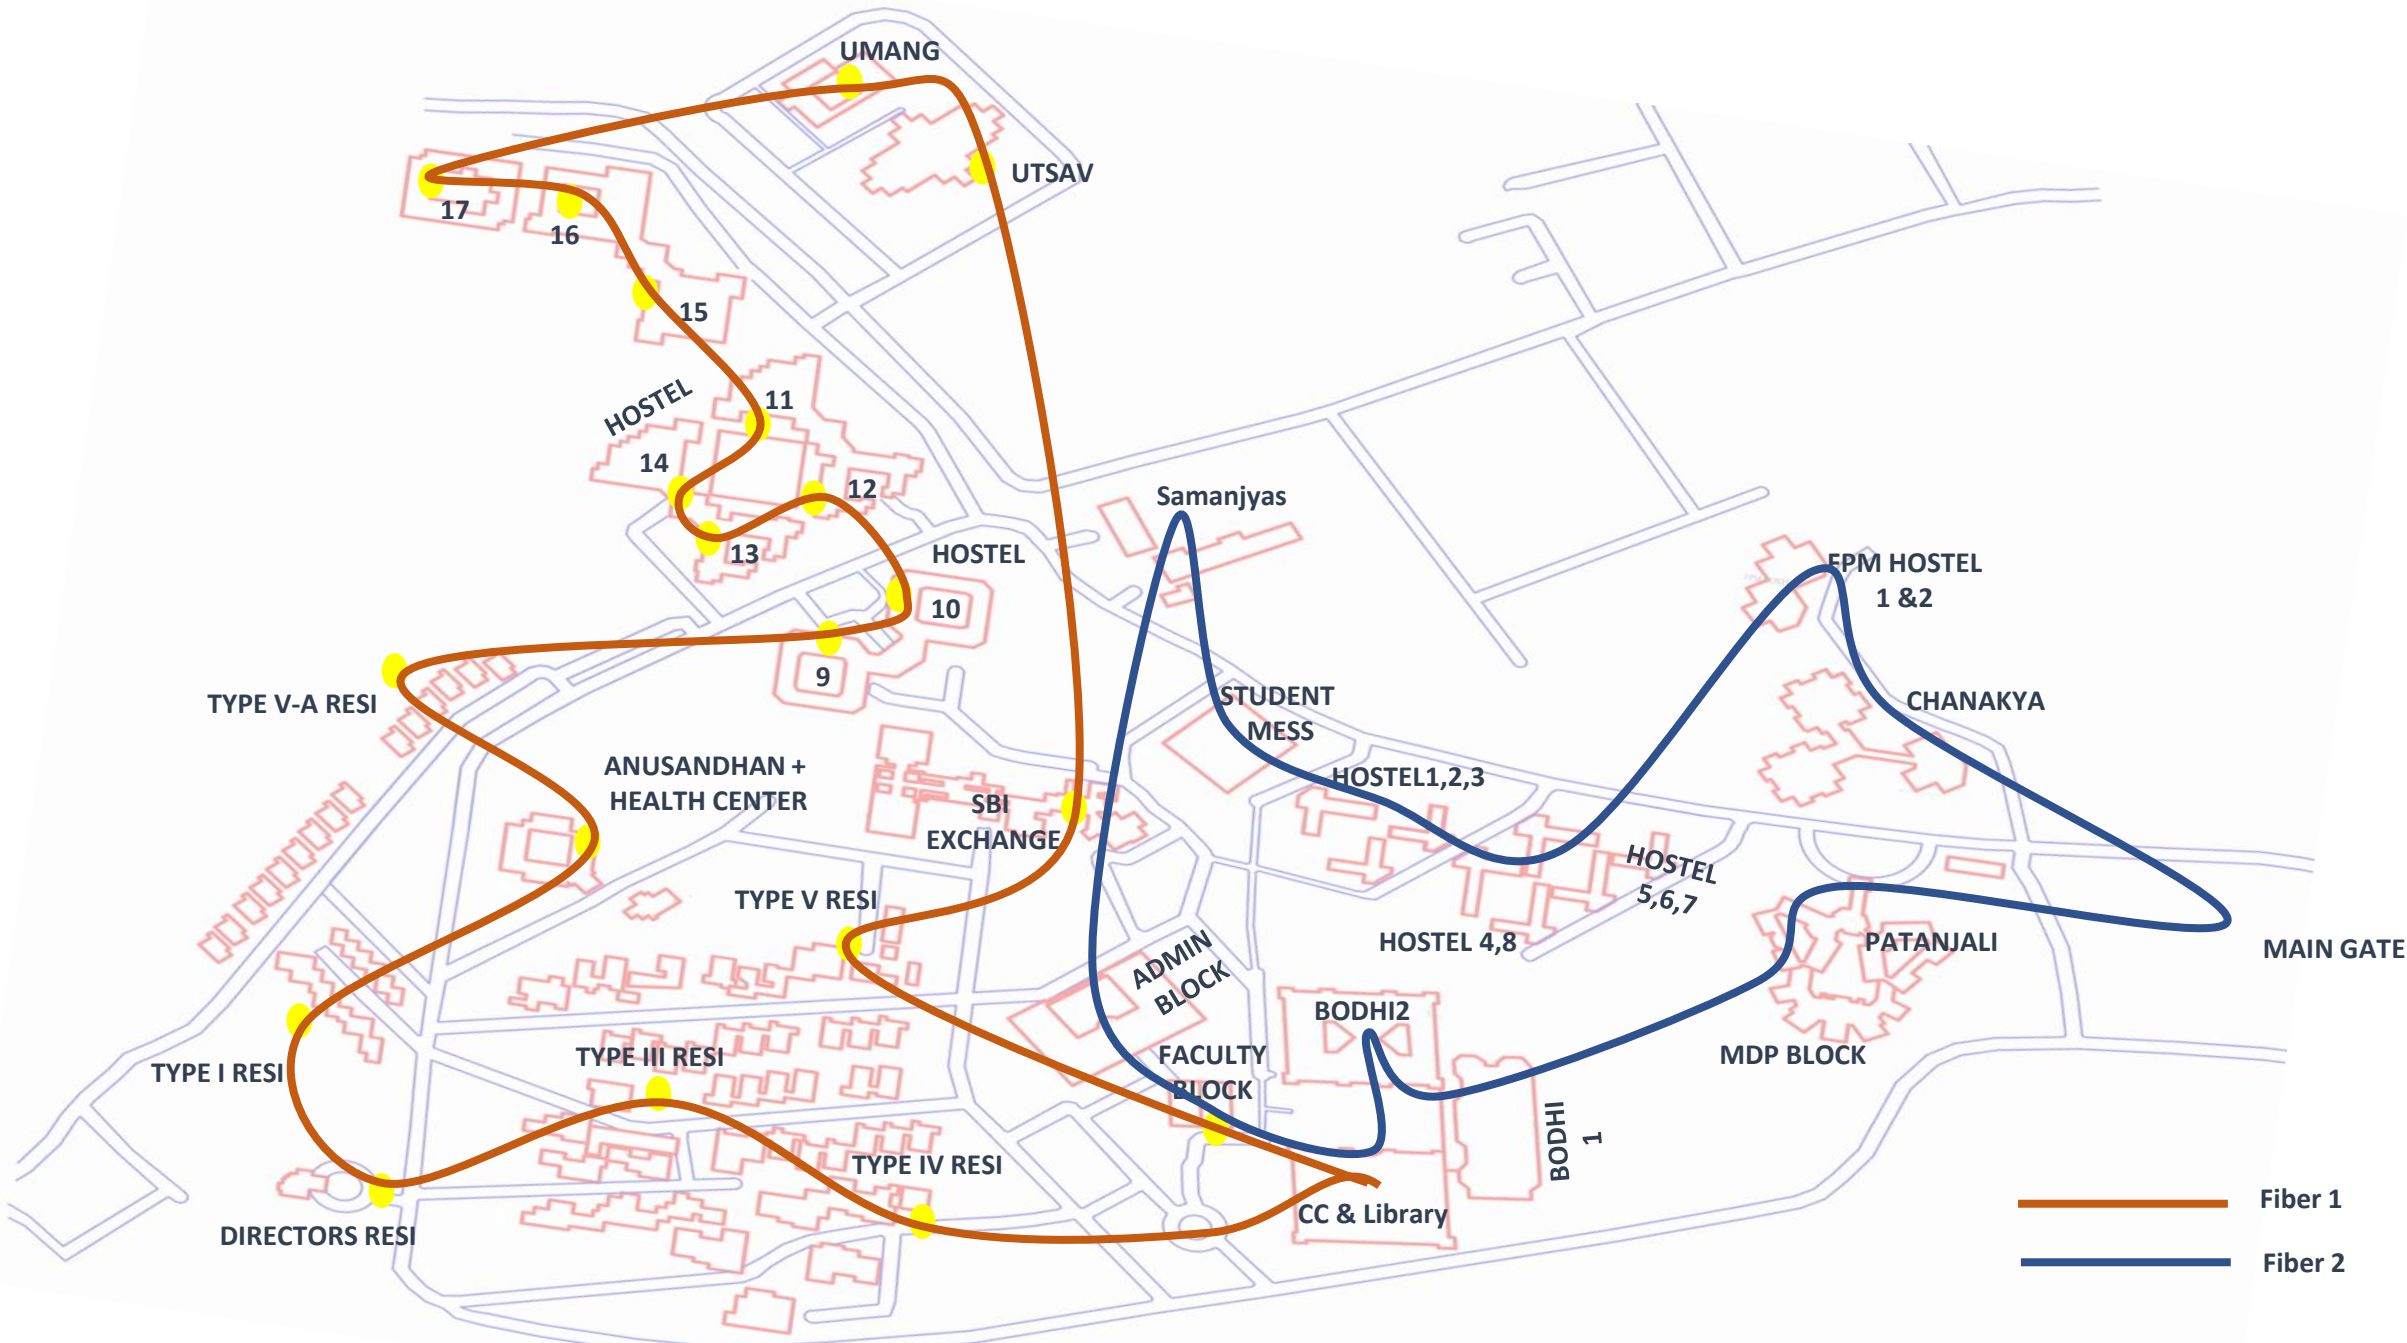 UMANG
UTSAV
17
16
15
HOSTEL
11
14
12
13
HOSTEL
10
9
Samanjyas
FPM HOSTEL
1 &2
TYPE V-A RESI
STUDENT
MESS
CHANAKYA
ANUSANDHAN +
HEALTH CENTER
SBI
EXCHANGE
HOSTEL1,2,3
HOSTEL
5,6,7
TYPE V RESI
HOSTEL 4,8
PATANJALI
MAIN GATE
ADMIN
BLOCK
BODHI2
TYPE I RESI
TYPE III RESI
FACULTY
BLOCK
MDP BLOCK
BODHI
1
TYPE IV RESI
DIRECTORS RESI
CC & Library
Fiber 1
Fiber 2